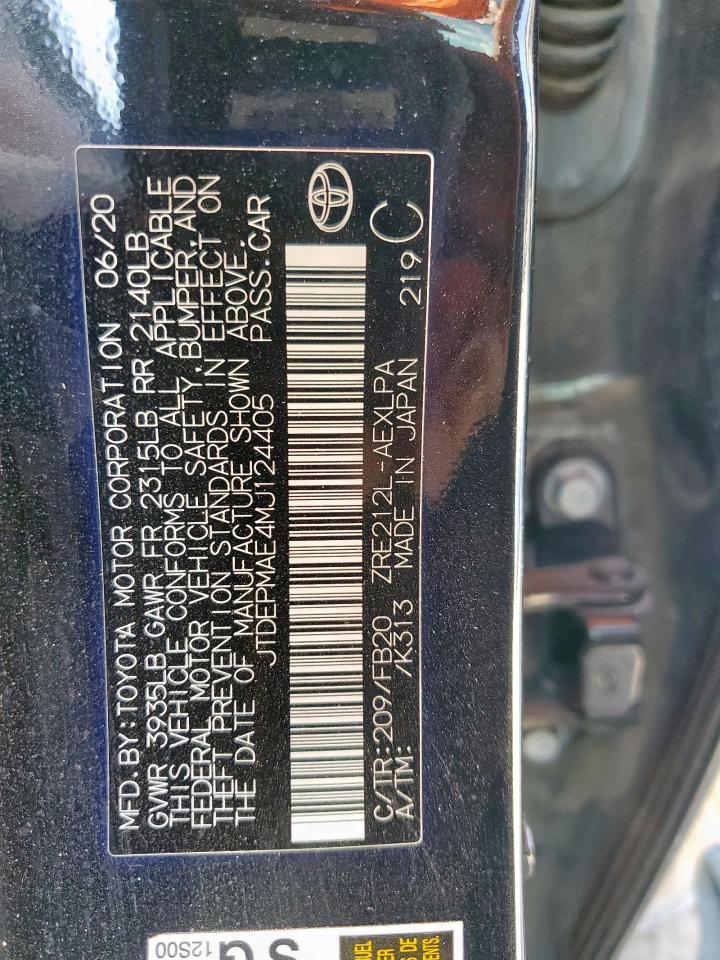 MFD.BY:TOYOTA MOTOR CORPORATION 06/20
GVWR 3935LB GAWR FR 2315LB RR 2140LB
THIS VEHICLE CONFORMS TO ALL APPLICABLE
FEDERAL MOTOR VEHICLE SAFETY,BUMPER,AND
THEFT PREVENTION STANDARDS IN EFFECT ON
THE DATE OF MANUFACTURE SHOWN ABOVE.
JTDEPMAE4MJ124405 PASS.CAR
C/TR:209/FB20 ZRE212L-AEXLPA
A/TM: /K313 MADE IN JAPAN 219 C
12S00